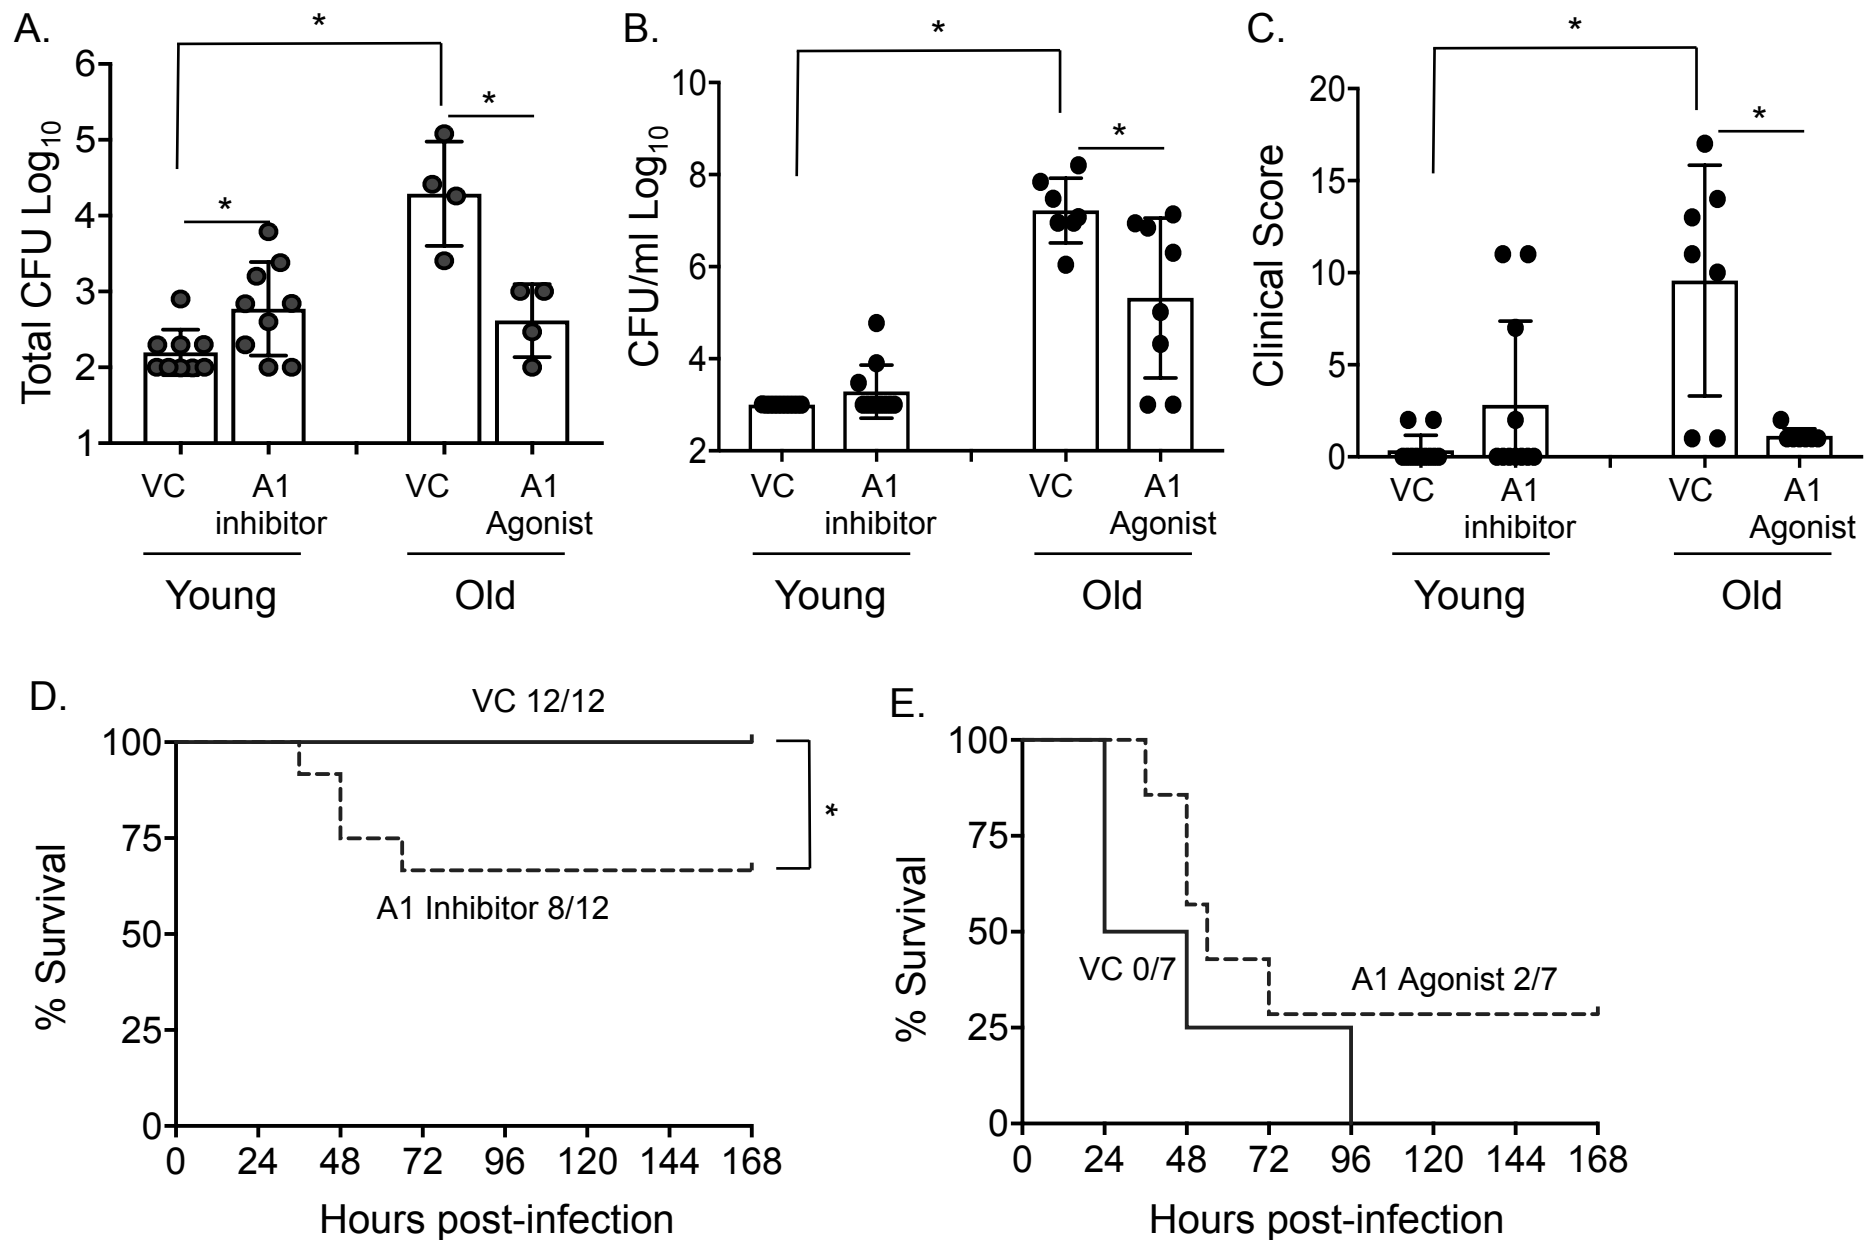 A.
*
*
*
Total CFU Log10
6
5
4
3
2
1
VC
A1
inhibitor
VC
A1
Agonist
Young
Old
B.
*
*
CFU/ml Log10
10
8
6
4
2
VC
A1
inhibitor
VC
A1
Agonist
Young
Old
C.
*
*
Clinical Score
20
15
10
5
0
VC
A1
inhibitor
VC
A1
Agonist
Young
Old
D.
VC 12/12
% Survival
100
75
50
25
0
*
A1 Inhibitor 8/12
0 24 48 72 96 120 144 168
Hours post-infection
E.
% Survival
100
75
50
25
0
VC 0/7
A1 Agonist 2/7
0 24 48 72 96 120 144 168
Hours post-infection